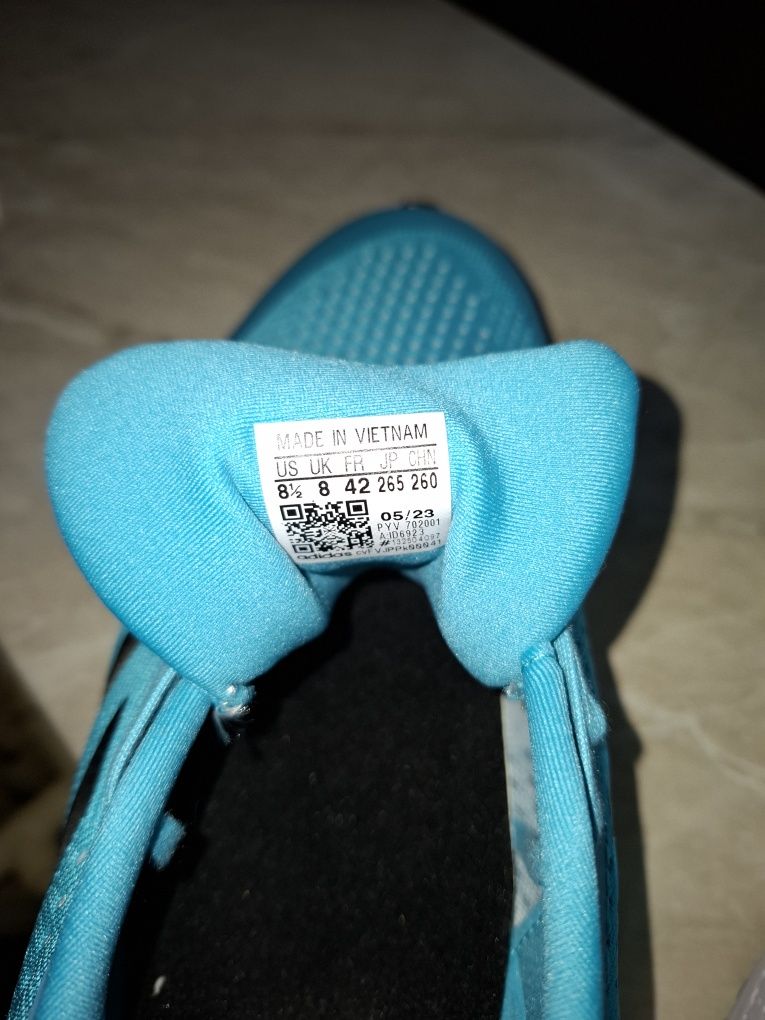 MADE IN VIETNAM
US UK FR JP CHN
8½ 8 42 265 260
05/23
PYV 702001
A:ID6923
adidas